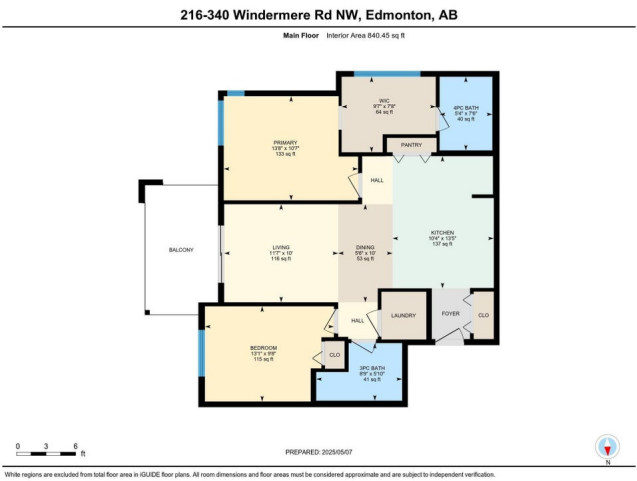 216-340 Windermere Rd NW, Edmonton, AB
Main Floor Interior Area 840.45 sq ft
WIC
9'7" x 7'8"
64 sq ft
4PC BATH
5'4" x 7'6"
40 sq ft
PRIMARY
13'8" x 10'7"
133 sq ft
PANTRY
HALL
KITCHEN
10'4" x 13'5"
137 sq ft
BALCONY
LIVING
11'7" x 10'
116 sq ft
DINING
5'6" x 10'
53 sq ft
HALL
LAUNDRY
FOYER
CLO
BEDROOM
13'1" x 9'8"
115 sq ft
CLO
3PC BATH
8'9" x 5'10"
41 sq ft
0 3 6
ft
PREPARED: 2025/05/07
N
White regions are excluded from total floor area in iGUIDE floor plans. All room dimensions and floor areas must be considered approximate and are subject to independent verification.